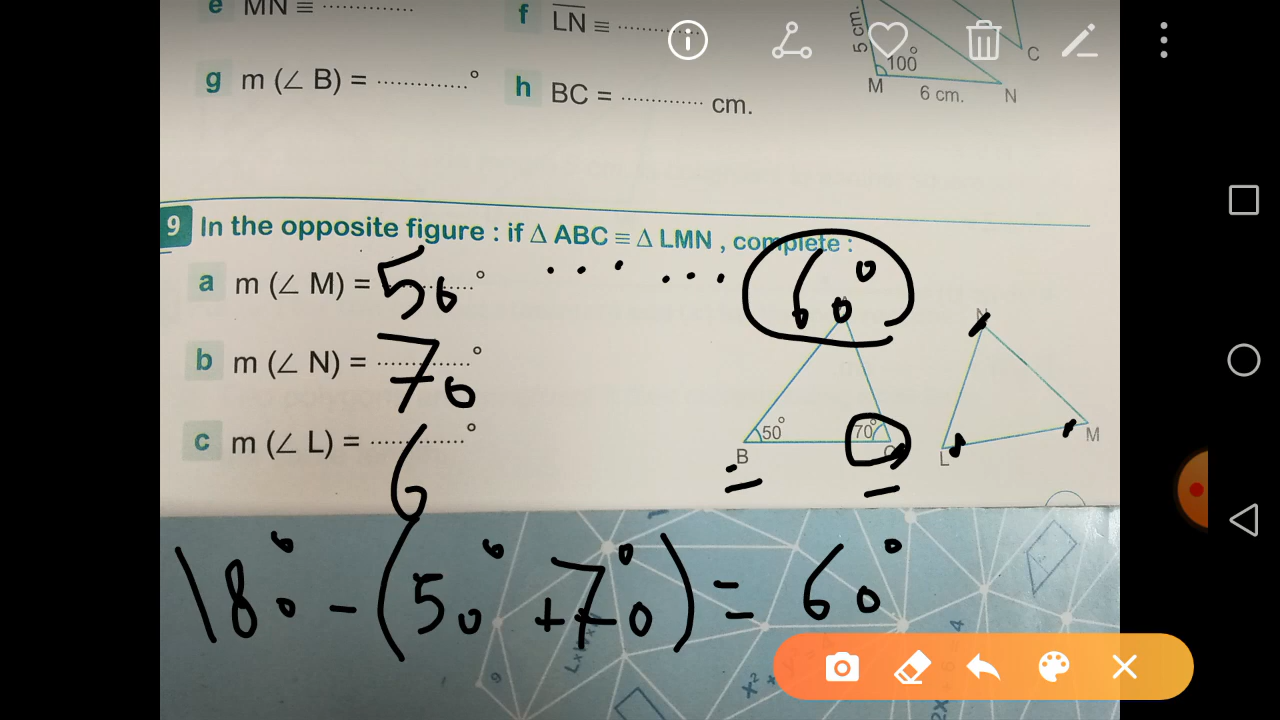 e MN ≡ .............. f LN ≡ ..............
5 cm.
C
100°
g m (∠ B) = ..............° h BC = .............. cm.
M 6 cm. N
9 In the opposite figure : if Δ ABC ≡ Δ LMN , complete :
a m (∠ M) = 50 ..............° 60°
N
b m (∠ N) = 70 ..............°
c m (∠ L) = 6 ..............°
50° 70°
B C L M
180° - (50° + 70°) = 60°